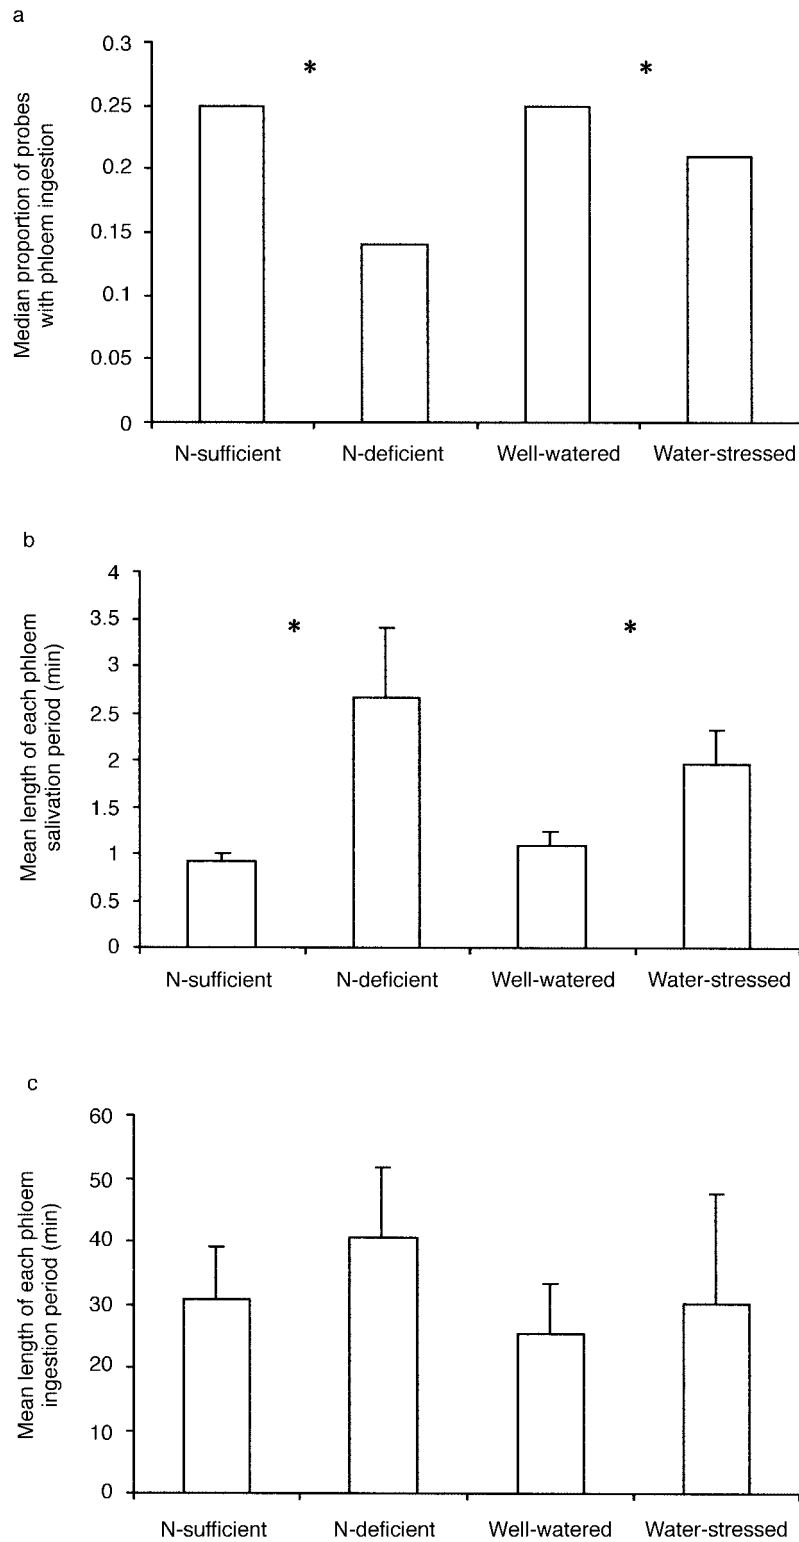 a
Median proportion of probes
with phloem ingestion
0.3
0.25
0.2
0.15
0.1
0.05
0
*
*
N-sufficient
N-deficient
Well-watered
Water-stressed
b
Mean length of each phloem
salivation period (min)
4
3.5
3
2.5
2
1.5
1
0.5
0
*
*
N-sufficient
N-deficient
Well-watered
Water-stressed
c
Mean length of each phloem
ingestion period (min)
60
50
40
30
20
10
0
N-sufficient
N-deficient
Well-watered
Water-stressed